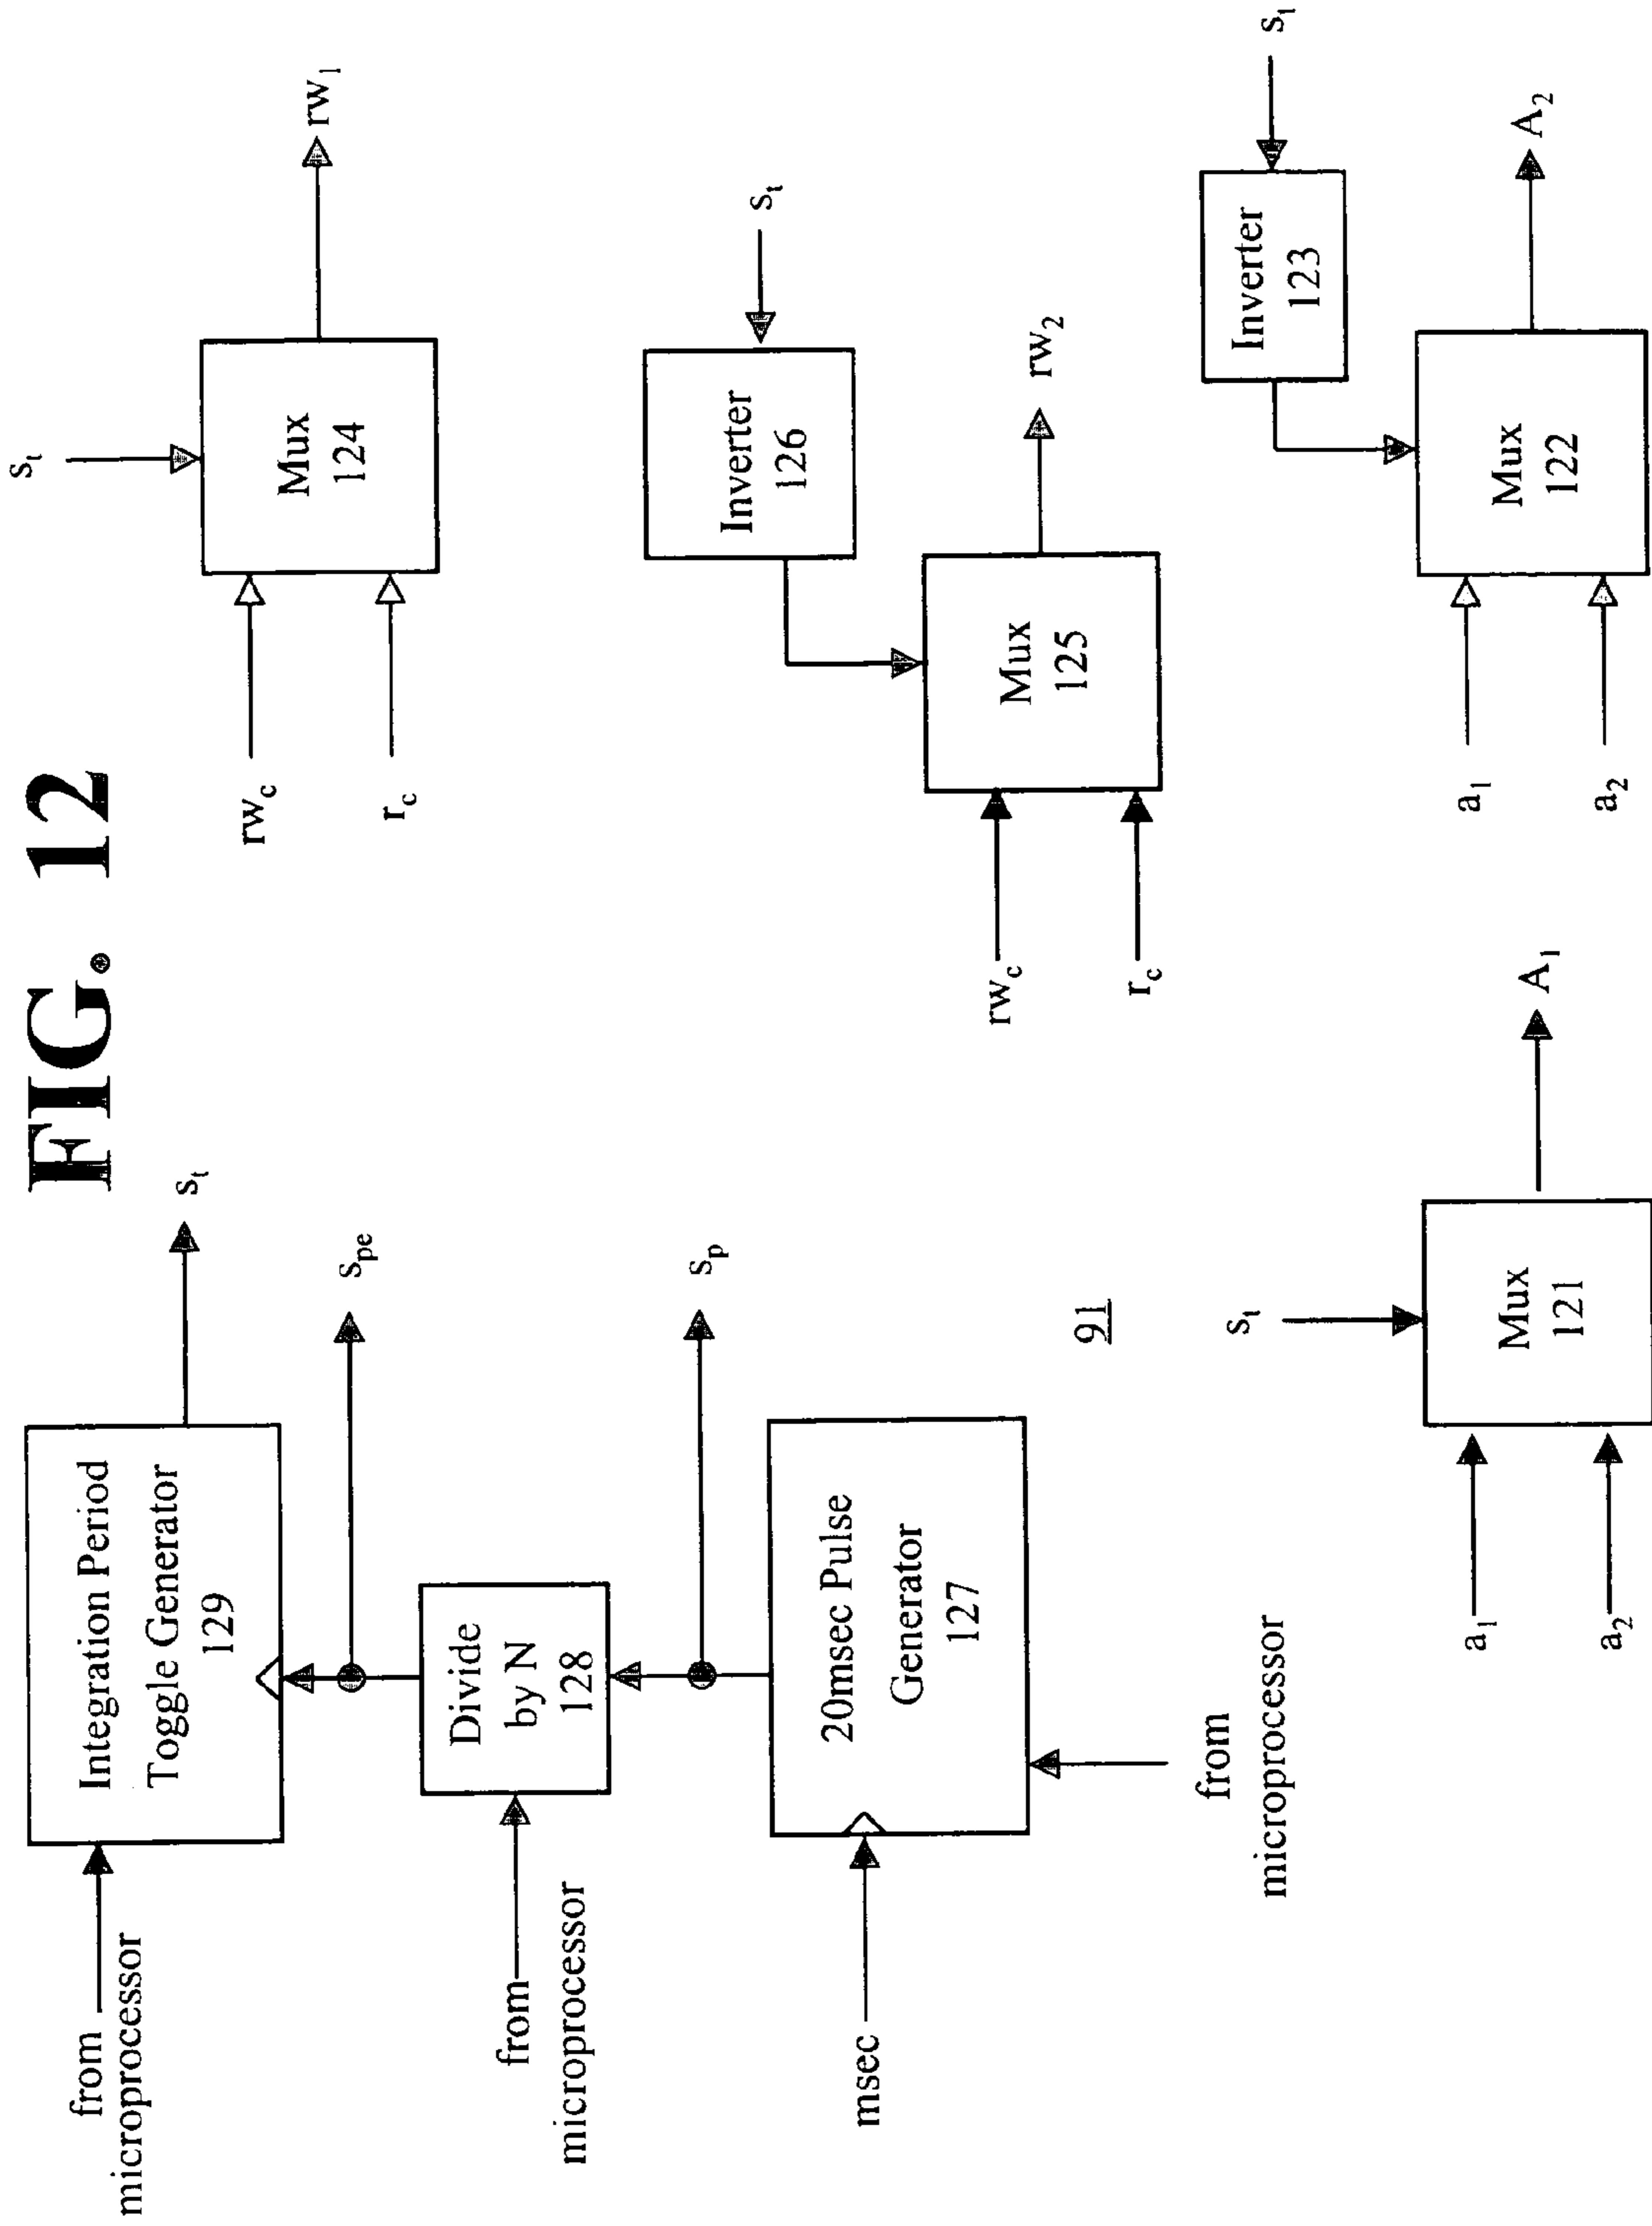 FIG. 12
from
microprocessor
Integration Period
Toggle Generator
129
s_t
s_pe
from
microprocessor
Divide
by N
128
s_p
msec
20msec Pulse
Generator
127
from
microprocessor
91
s_t
rw_c
r_c
Mux
124
rw_1
s_t
Inverter
126
rw_c
r_c
Mux
125
rw_2
s_t
a_1
a_2
Mux
121
A_1
s_t
Inverter
123
a_1
a_2
Mux
122
A_2